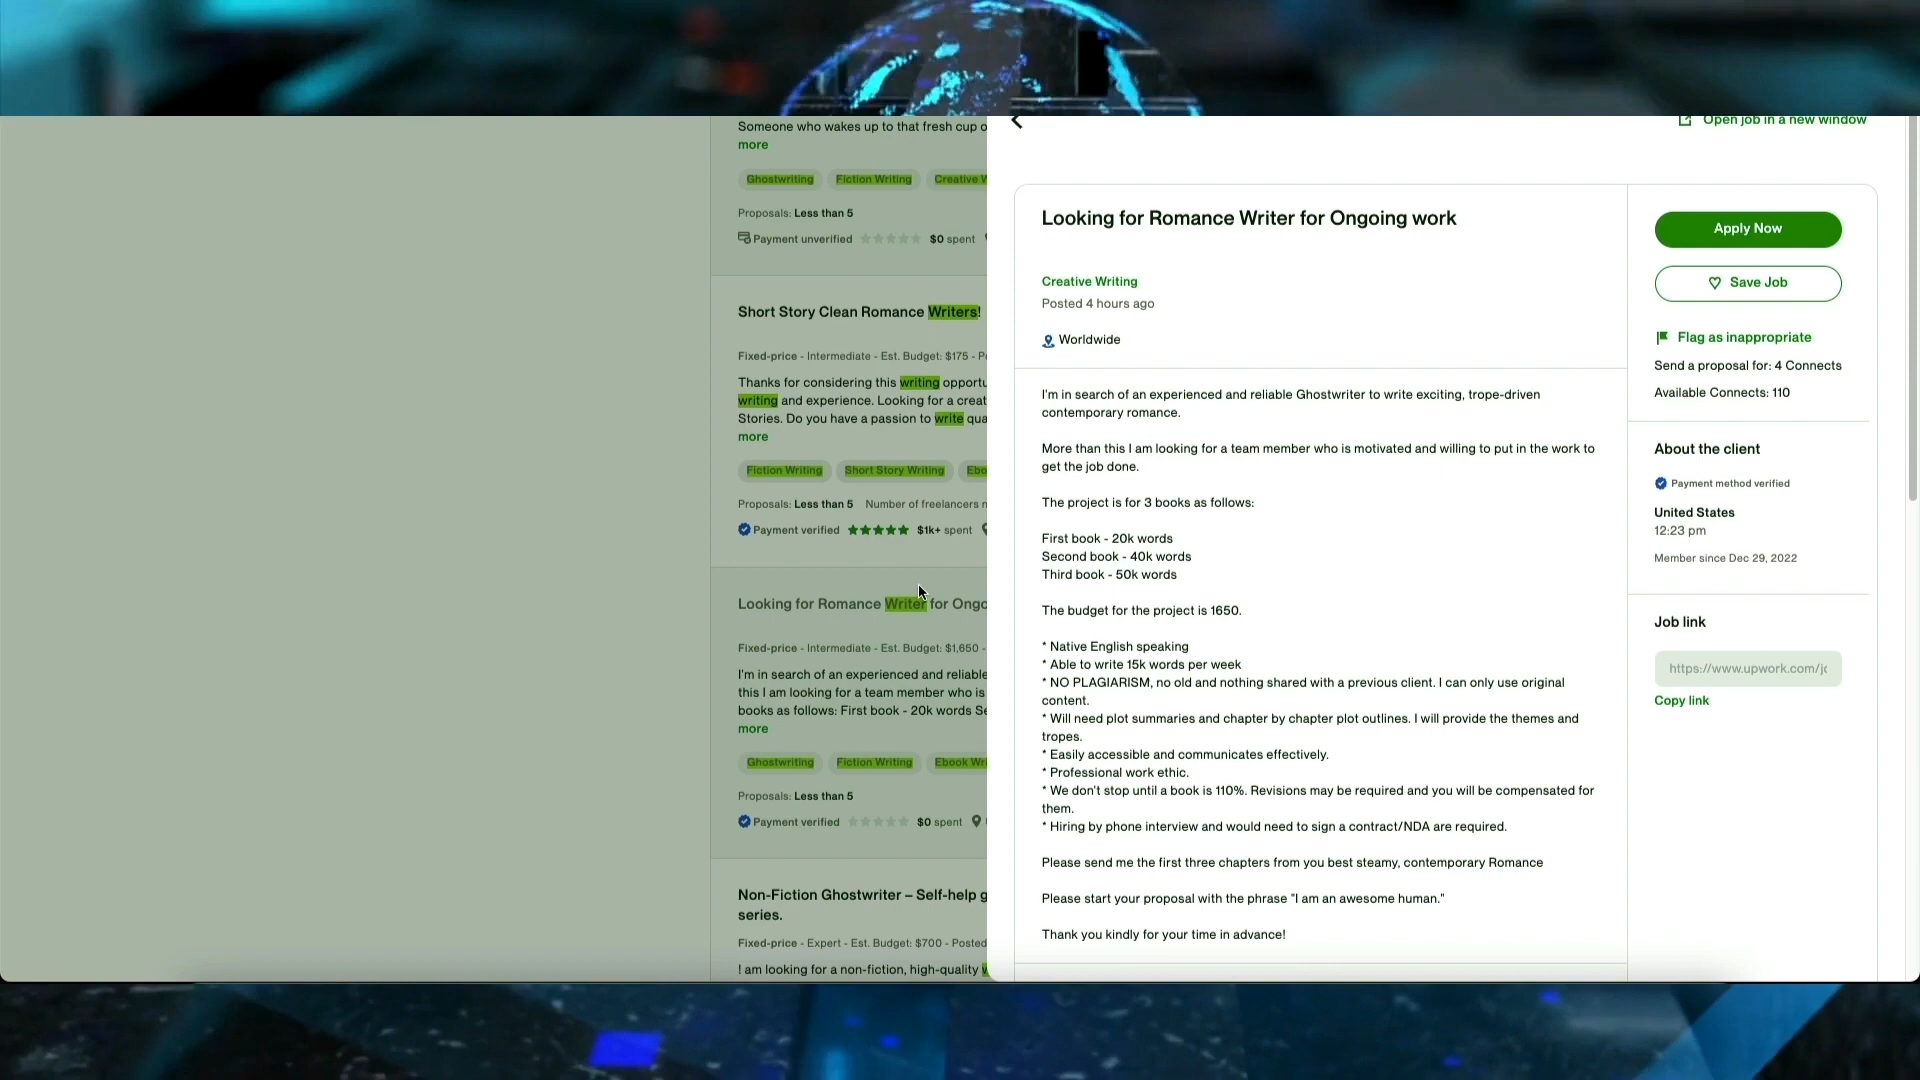 Someone who wakes up to that fresh cup o
more
Ghostwriting Fiction Writing Creative W
Proposals: Less than 5
Payment unverified $0 spent
Short Story Clean Romance Writers!
Fixed-price - Intermediate - Est. Budget: $175 - Po
Thanks for considering this writing opportu
writing and experience. Looking for a creat
Stories. Do you have a passion to write qua
more
Fiction Writing Short Story Writing Ebo
Proposals: Less than 5 Number of freelancers n
Payment verified $1k+ spent
Looking for Romance Writer for Ongo
Fixed-price - Intermediate - Est. Budget: $1,650 -
I'm in search of an experienced and reliable
this I am looking for a team member who is
books as follows: First book - 20k words Se
more
Ghostwriting Fiction Writing Ebook Wri
Proposals: Less than 5
Payment verified $0 spent
Non-Fiction Ghostwriter – Self-help g
series.
Fixed-price - Expert - Est. Budget: $700 - Posted
! am looking for a non-fiction, high-quality w
Open job in a new window
Looking for Romance Writer for Ongoing work
Creative Writing
Posted 4 hours ago
Worldwide
I'm in search of an experienced and reliable Ghostwriter to write exciting, trope-driven
contemporary romance.
More than this I am looking for a team member who is motivated and willing to put in the work to
get the job done.
The project is for 3 books as follows:
First book - 20k words
Second book - 40k words
Third book - 50k words
The budget for the project is 1650.
* Native English speaking
* Able to write 15k words per week
* NO PLAGIARISM, no old and nothing shared with a previous client. I can only use original
content.
* Will need plot summaries and chapter by chapter plot outlines. I will provide the themes and
tropes.
* Easily accessible and communicates effectively.
* Professional work ethic.
* We don't stop until a book is 110%. Revisions may be required and you will be compensated for
them.
* Hiring by phone interview and would need to sign a contract/NDA are required.
Please send me the first three chapters from you best steamy, contemporary Romance
Please start your proposal with the phrase "I am an awesome human."
Thank you kindly for your time in advance!
Apply Now
Save Job
Flag as inappropriate
Send a proposal for: 4 Connects
Available Connects: 110
About the client
Payment method verified
United States
12:23 pm
Member since Dec 29, 2022
Job link
https://www.upwork.com/jo
Copy link